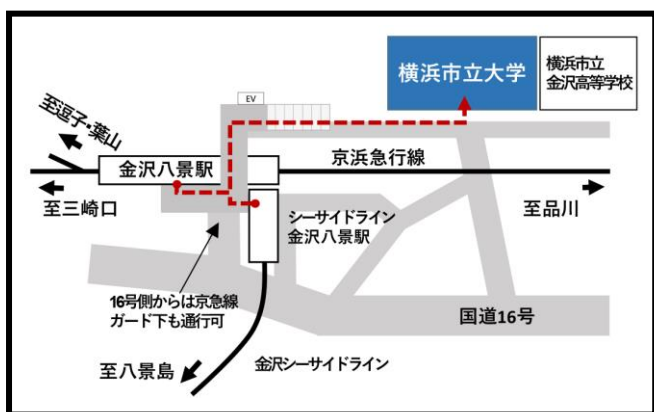 横浜市立大学
横浜市立
金沢高等学校
EV
至逗子・葉山
金沢八景駅
京浜急行線
至三崎口
至品川
シーサイドライン
金沢八景駅
16号側からは京急線
ガード下も通行可
国道16号
至八景島
金沢シーサイドライン